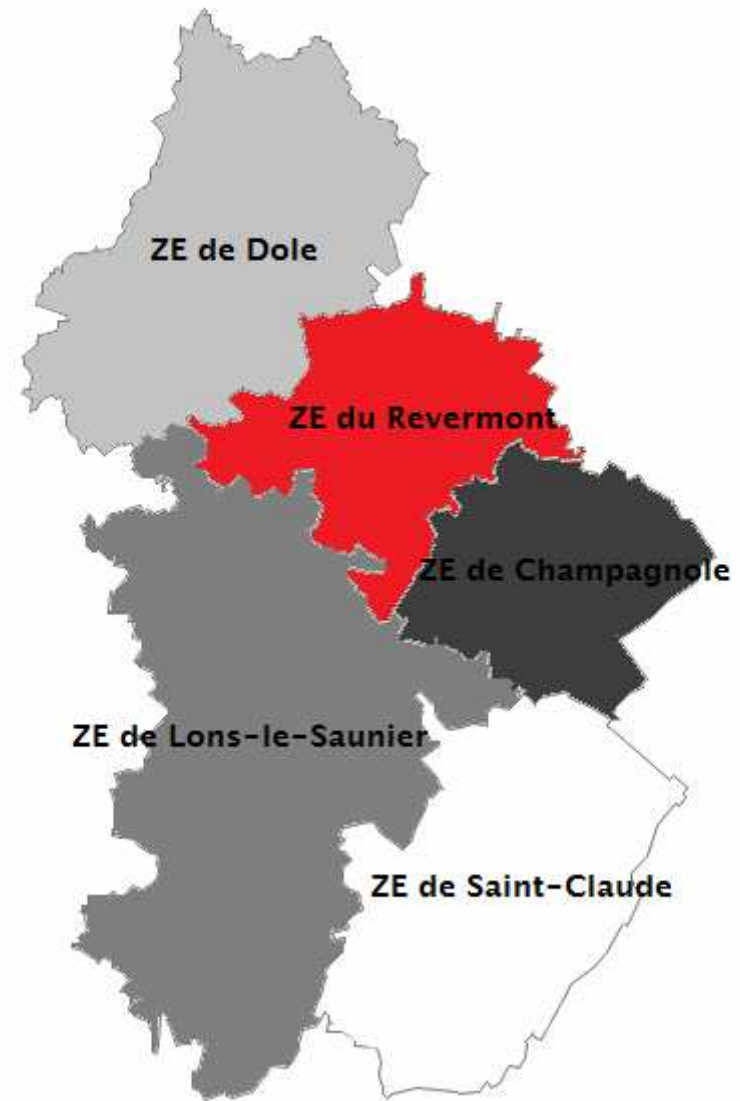 ZE de Dole
ZE du Revermont
ZE de Champagnole
ZE de Lons-le-Saunier
ZE de Saint-Claude